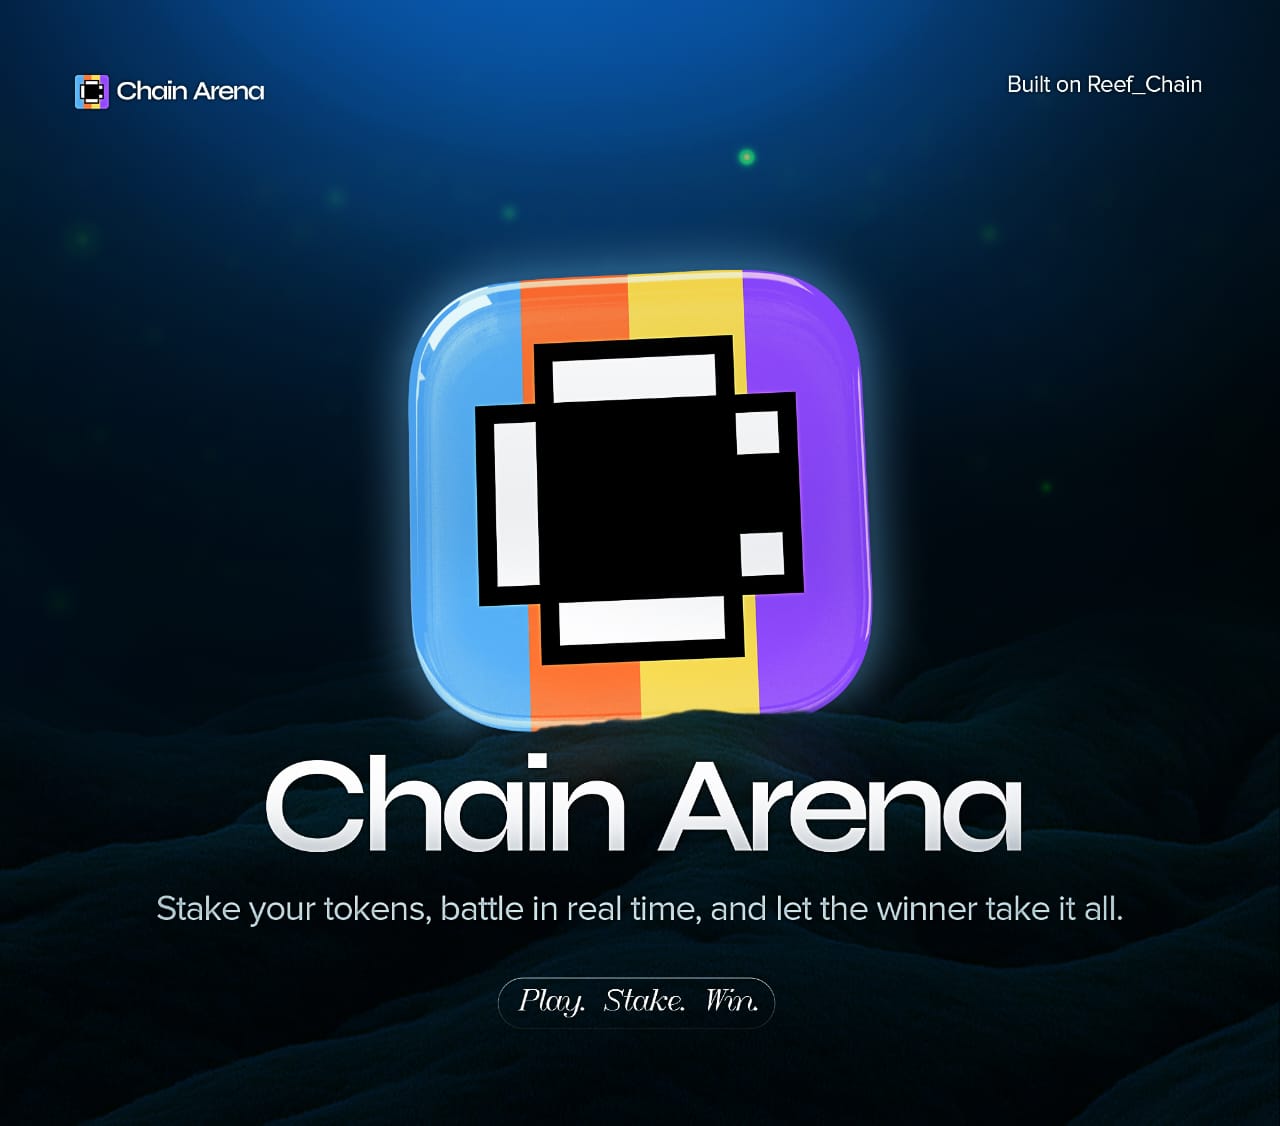 Chain Arena
Built on Reef_Chain
Chain Arena
Stake your tokens, battle in real time, and let the winner take it all.
Play. Stake. Win.